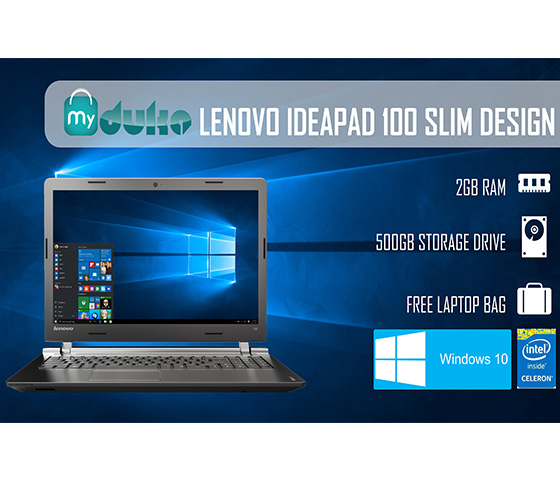 my duko LENOVO IDEAPAD 100 SLIM DESIGN
2GB RAM
500GB STORAGE DRIVE
FREE LAPTOP BAG
lenovo
Windows 10
intel
inside
CELERON